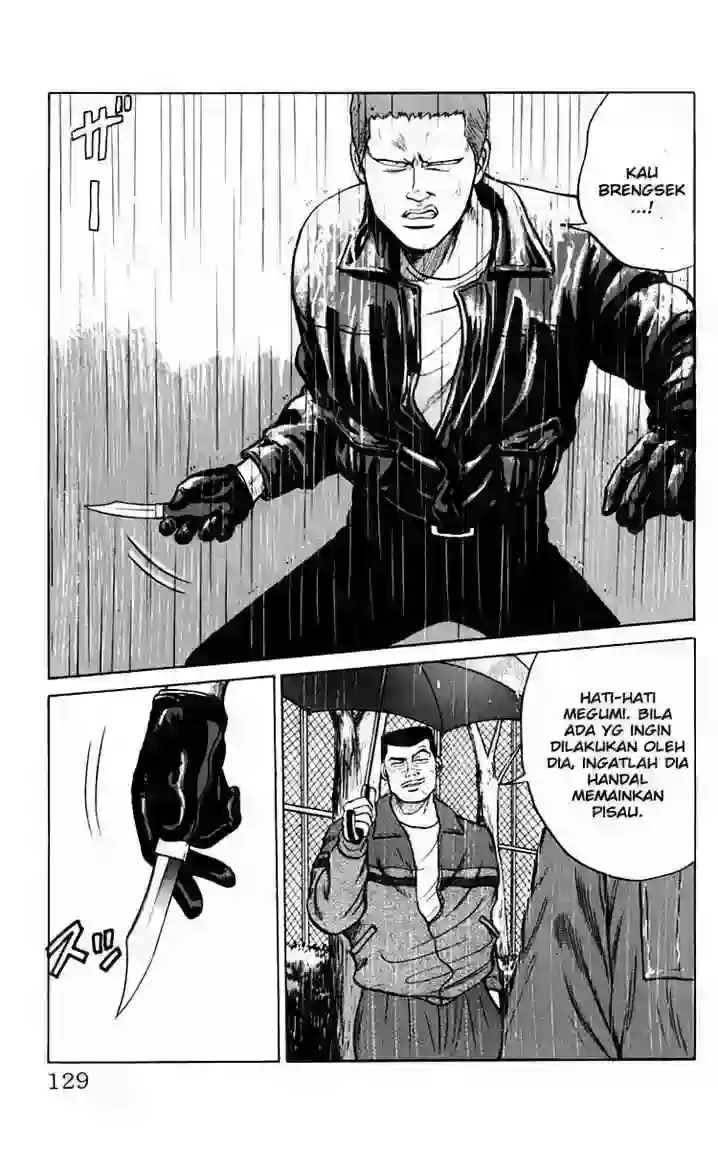 ザ゛ー
KAU
BRENGSEK
...!
HATI-HATI
MEGUMI. BILA
ADA YG INGIN
DILAKUKAN OLEH
DIA, INGATLAH DIA
HANDAL
MEMAINKAN
PISAU.
ズッ
129